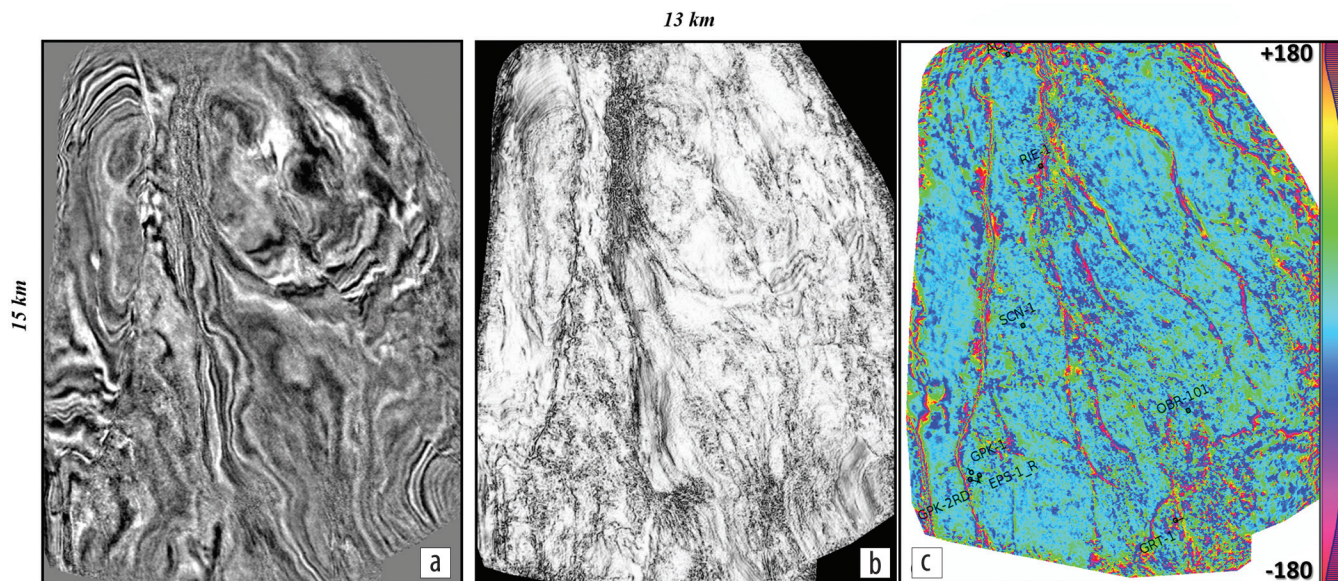 13 km
15 km
+180
RJE-1
SCN-1
OBR-101
GPK-1
EPS-1_R
GPK-2RD
GRT-1
-180
a
b
c